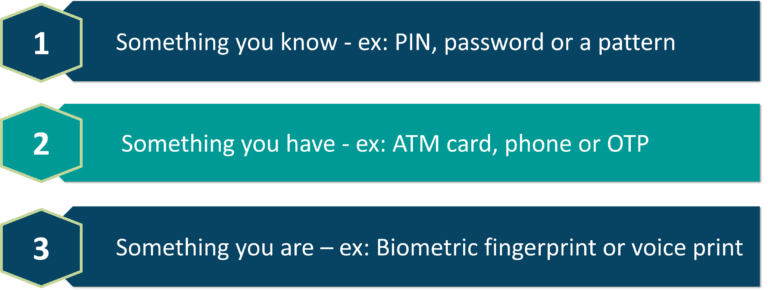 1
Something you know - ex: PIN, password or a pattern
2
Something you have - ex: ATM card, phone or OTP
3
Something you are – ex: Biometric fingerprint or voice print